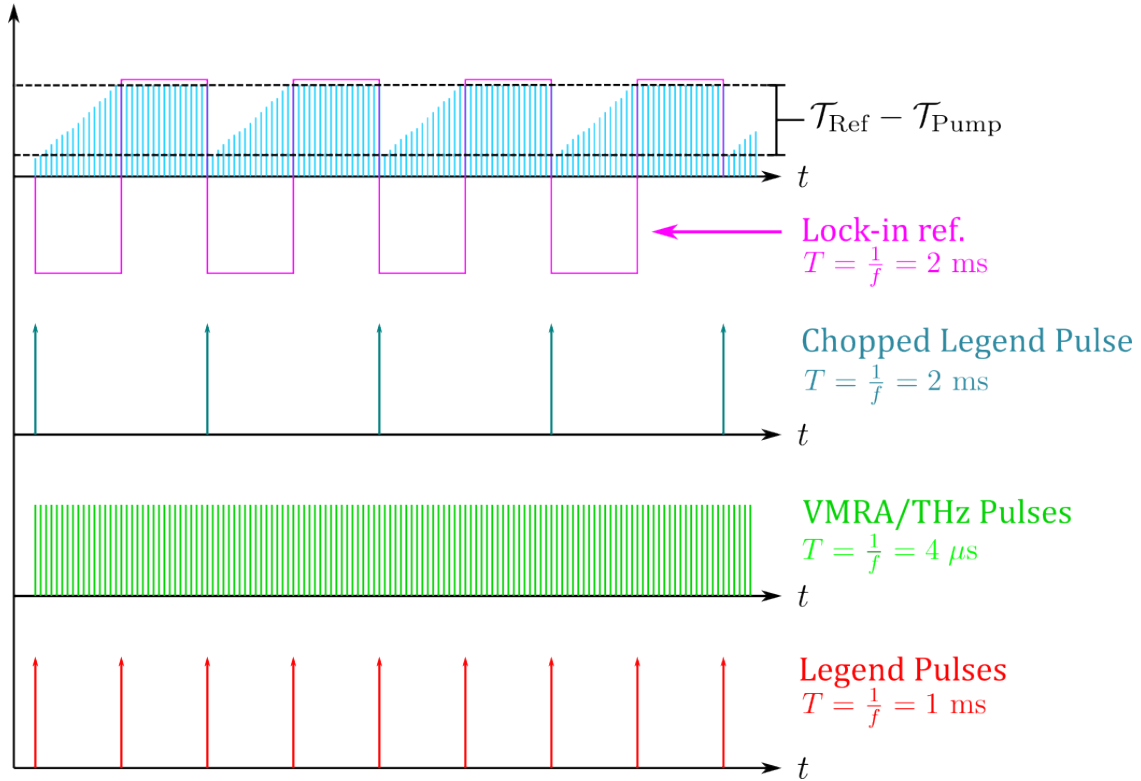 𝒯Ref − 𝒯Pump
t
Lock-in ref.
T = 1/f = 2 ms
Chopped Legend Pulse
T = 1/f = 2 ms
t
VMRA/THz Pulses
T = 1/f = 4 μs
t
Legend Pulses
T = 1/f = 1 ms
t